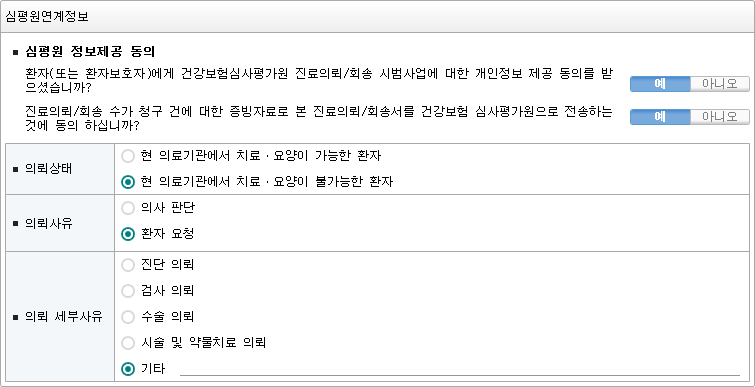 심평원연계정보
심평원 정보제공 동의
환자(또는 환자보호자)에게 건강보험심사평가원 진료의뢰/회송 시범사업에 대한 개인정보 제공 동의를 받
으셨습니까?
예 아니오
진료의뢰/회송 수가 청구 건에 대한 증빙자료로 본 진료의뢰/회송서를 건강보험 심사평가원으로 전송하는
것에 동의 하십니까?
예 아니오
의뢰상태
현 의료기관에서 치료·요양이 가능한 환자
현 의료기관에서 치료·요양이 불가능한 환자
의뢰사유
의사 판단
환자 요청
의뢰 세부사유
진단 의뢰
검사 의뢰
수술 의뢰
시술 및 약물치료 의뢰
기타